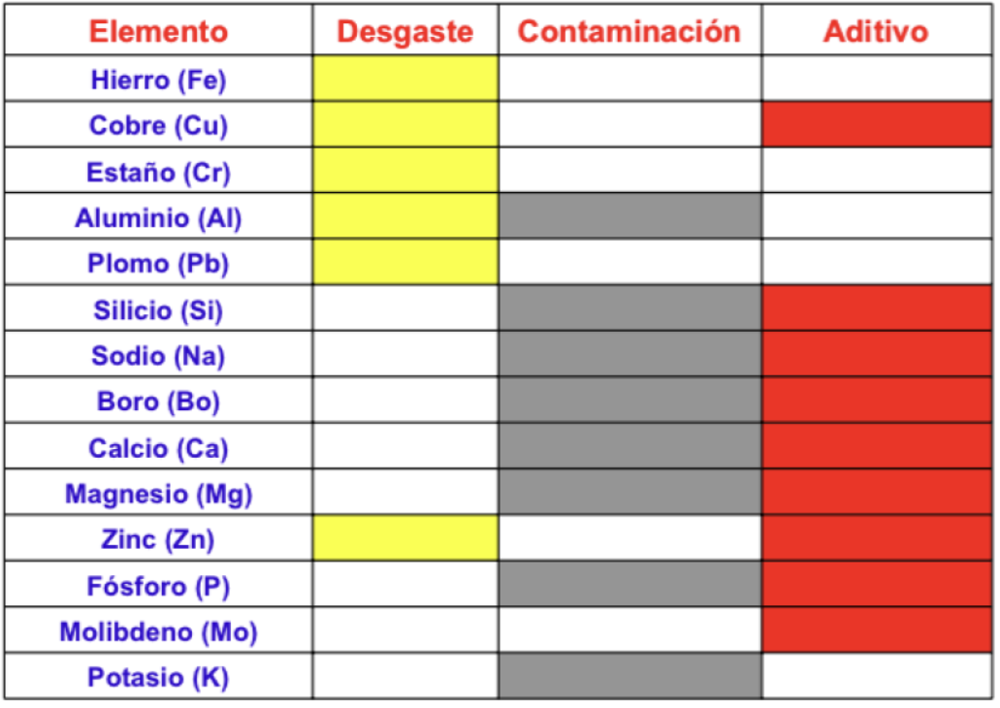 Elemento Desgaste Contaminación Aditivo
Hierro (Fe)
Cobre (Cu)
Estaño (Cr)
Aluminio (Al)
Plomo (Pb)
Silicio (Si)
Sodio (Na)
Boro (Bo)
Calcio (Ca)
Magnesio (Mg)
Zinc (Zn)
Fósforo (P)
Molibdeno (Mo)
Potasio (K)